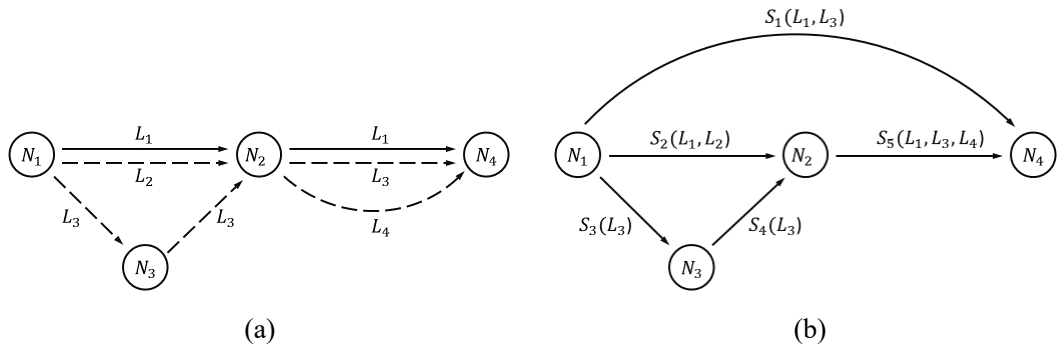 S₁(L₁, L₃)
L₁
L₁
S₂(L₁, L₂)
S₅(L₁, L₃, L₄)
N₁
N₂
N₄
N₁
N₂
N₄
L₂
L₃
L₃
L₃
L₄
S₃(L₃)
S₄(L₃)
N₃
N₃
(a)
(b)